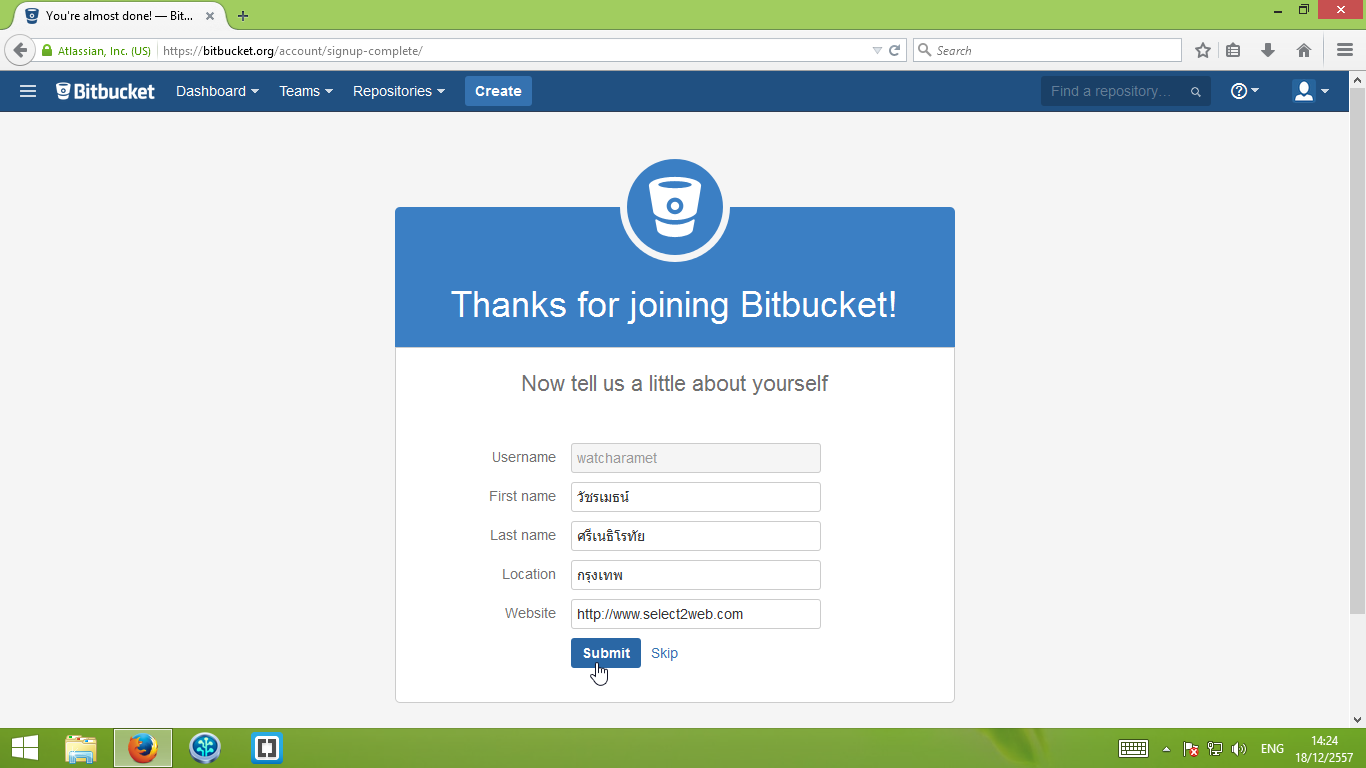 You're almost done! — Bit...
Atlassian, Inc. (US)
https://bitbucket.org/account/signup-complete/
Search
Bitbucket
Dashboard
Teams
Repositories
Create
Find a repository...
Thanks for joining Bitbucket!
Now tell us a little about yourself
Username
watcharamet
First name
วัชรเมธน์
Last name
ศรีเนธิโรทัย
Location
กรุงเทพ
Website
http://www.select2web.com
Submit
Skip
ENG
14:24
18/12/2557